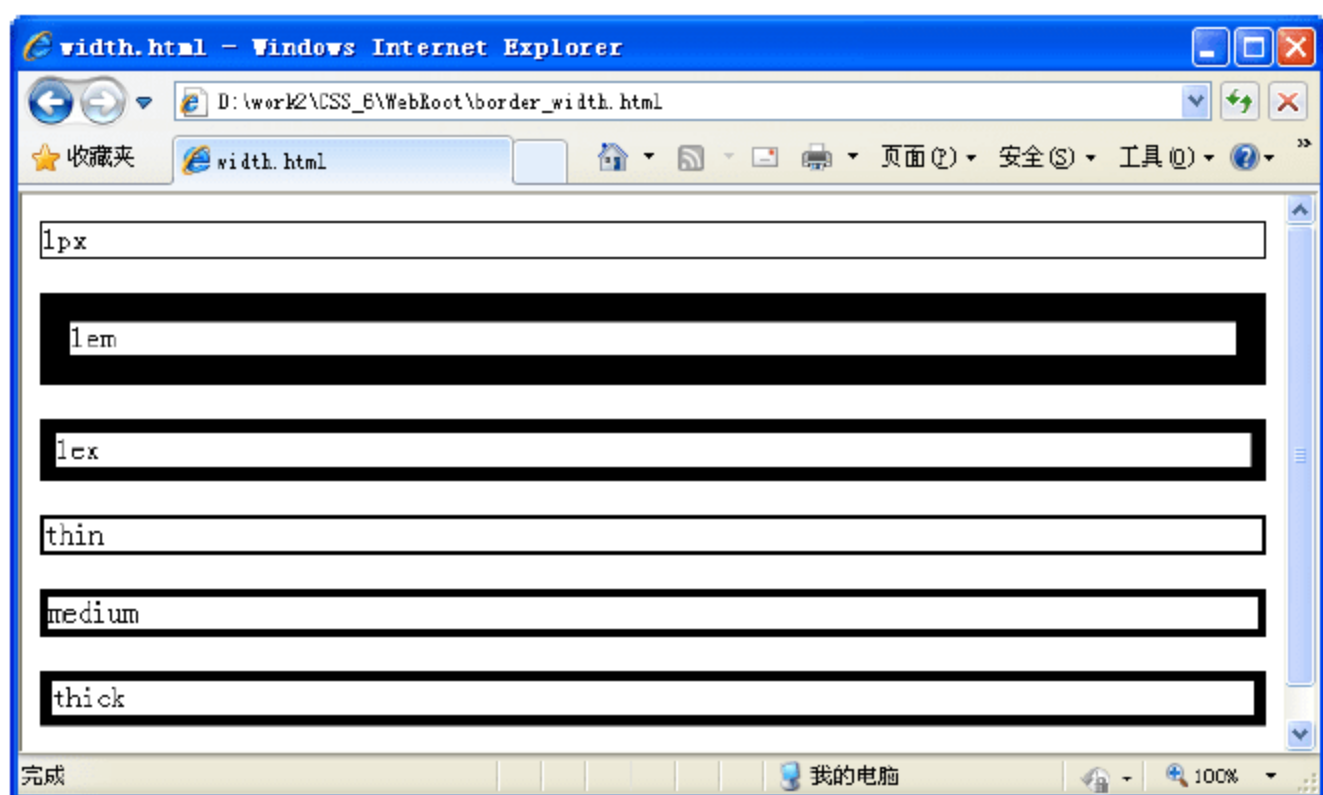 width.html - Windows Internet Explorer
D:\work2\CSS_6\WebRoot\border_width.html
收藏夹 width.html 页面(P) 安全(S) 工具(O) »
1px
1em
1ex
thin
medium
thick
完成 我的电脑 100%